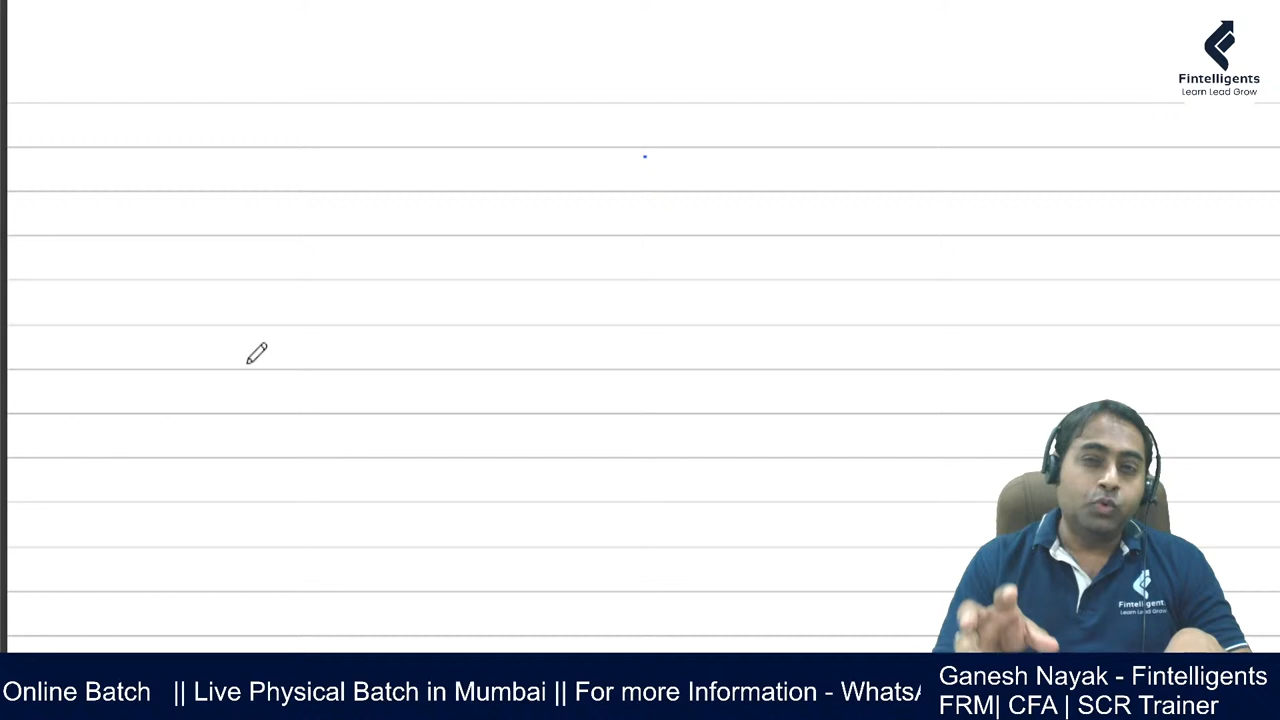 Fintelligents
Learn Lead Grow
Fintelligent
Learn Lead Grow
Online Batch || Live Physical Batch in Mumbai || For more Information - WhatsA
Ganesh Nayak - Fintelligents
FRM| CFA | SCR Trainer